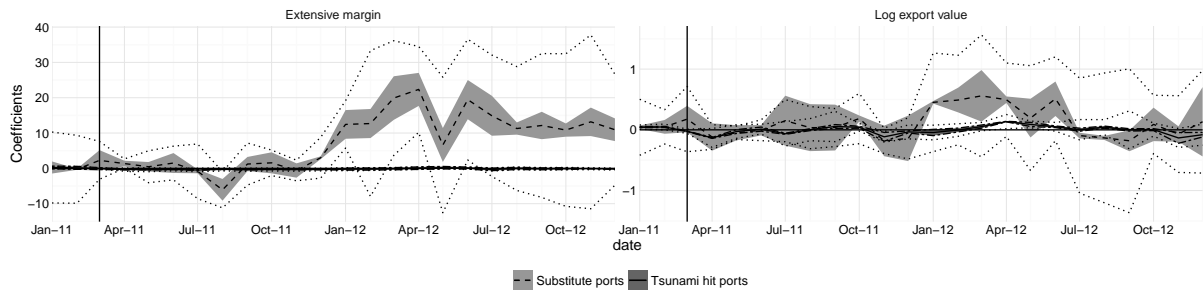 Extensive margin
Log export value
Coefficients
40
30
20
10
0
−10
1
0
−1
Jan−11 Apr−11 Jul−11 Oct−11 Jan−12 Apr−12 Jul−12 Oct−12
Jan−11 Apr−11 Jul−11 Oct−11 Jan−12 Apr−12 Jul−12 Oct−12
date
Substitute ports Tsunami hit ports